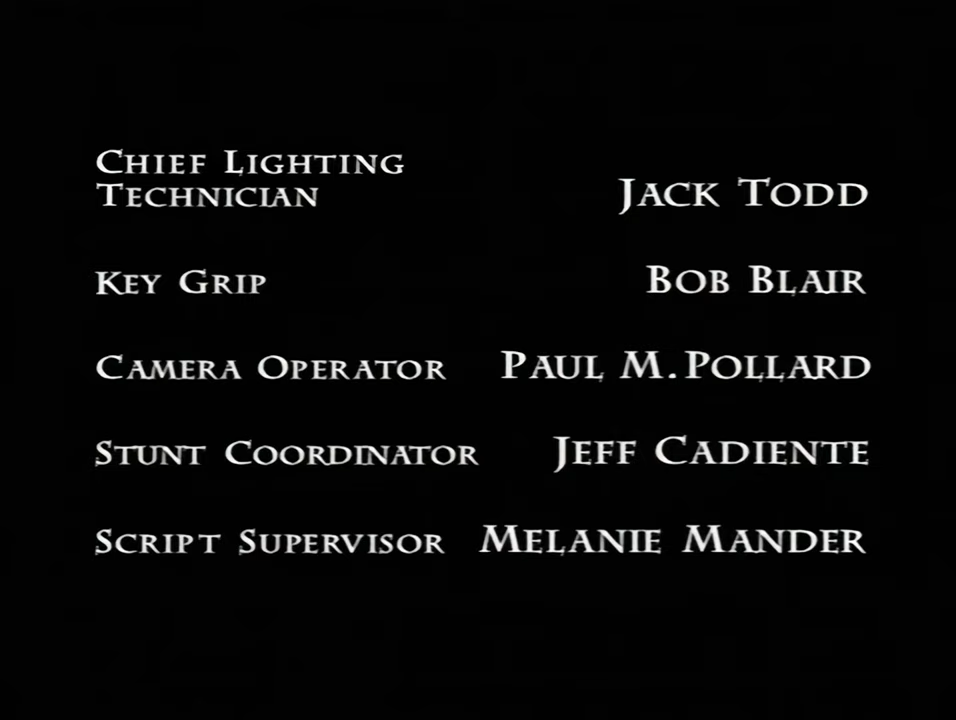 Chief Lighting
Technician Jack Todd
Key Grip Bob Blair
Camera Operator Paul M. Pollard
Stunt Coordinator Jeff Cadiente
Script Supervisor Melanie Mander